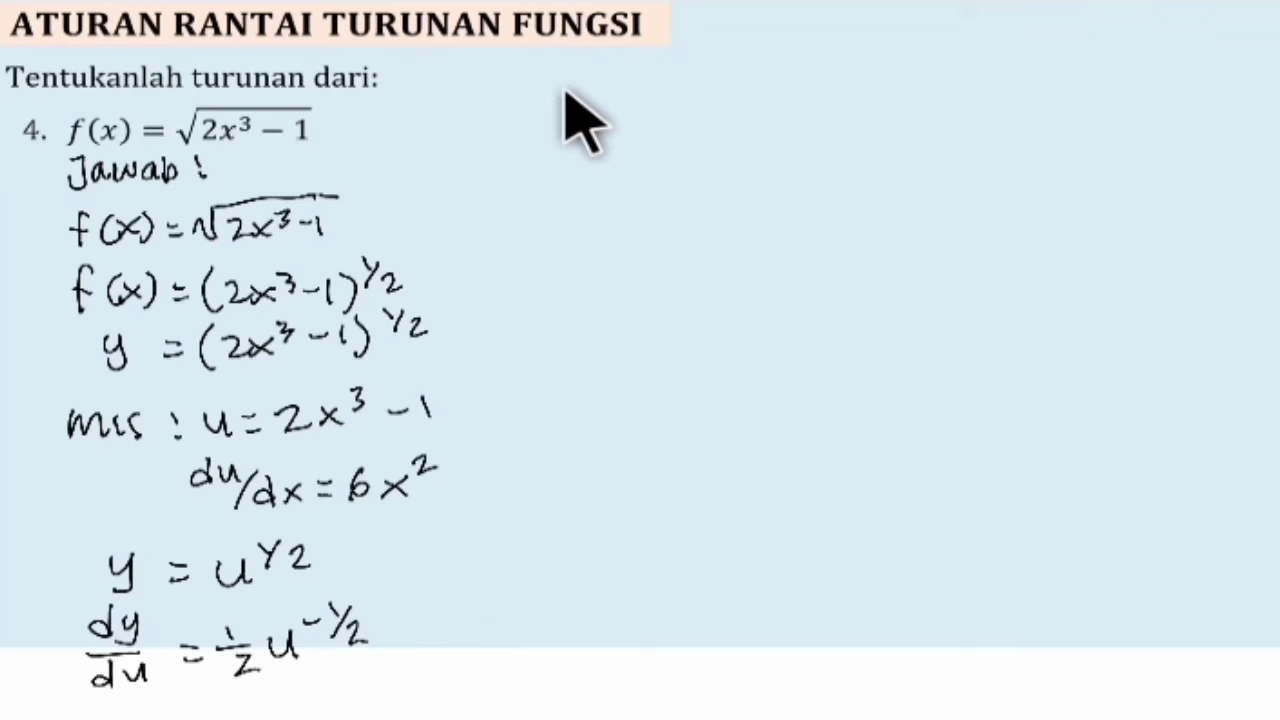 ATURAN RANTAI TURUNAN FUNGSI
Tentukanlah turunan dari:
4. f(x) = √(2x³ − 1)
Jawab :
f(x) = √(2x³ - 1)
f(x) = (2x³ - 1)^1/2
y = (2x³ - 1)^1/2
mis : u = 2x³ - 1
du/dx = 6x²
y = u^1/2
dy/du = 1/2 u^-1/2